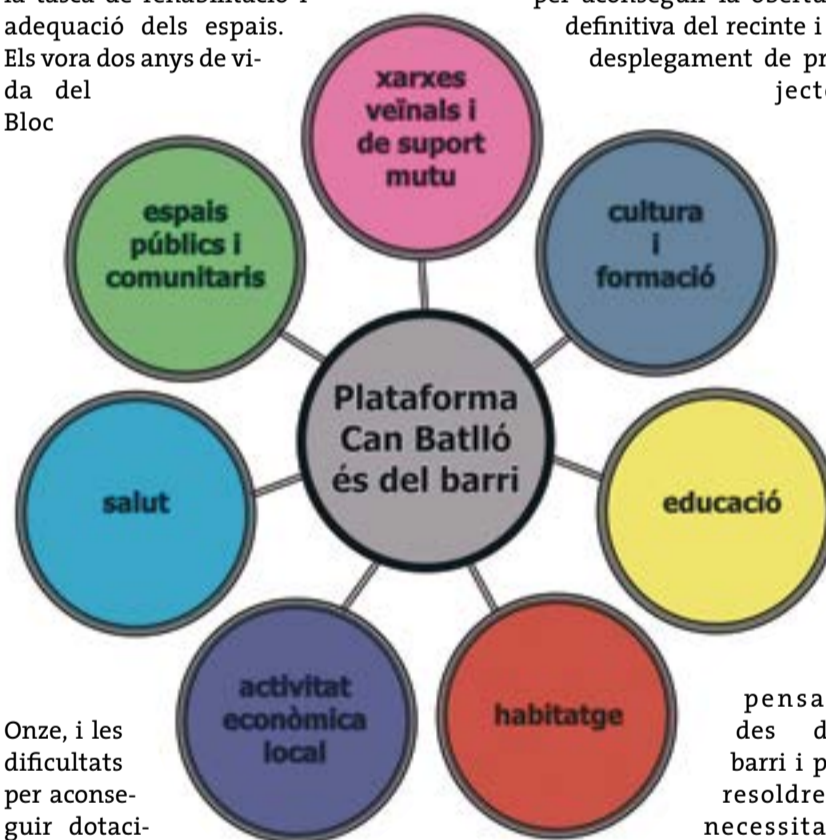 adequació dels espais.
Els vora dos anys de vi-
da del
Bloc
Onze, i les
dificultats
per aconse-
guir dotaci-
definitiva del recinte i
desplegament de pr
ject
xarxes
veïnals i
de suport
mutu
cultura
i
formació
educació
habitatge
activitat
econòmica
local
salut
espais
públics i
comunitaris
Plataforma
Can Batlló
és del barri
pensa
des d
barri i p
resoldre
necessita